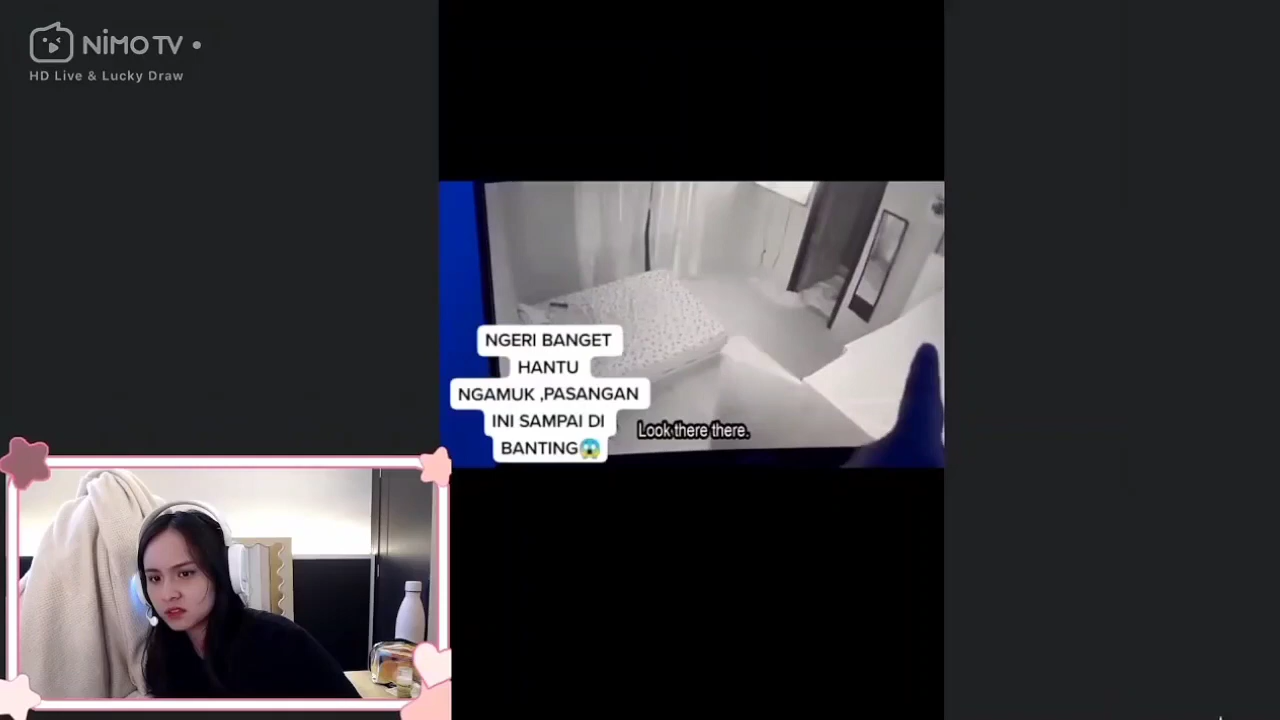 NiMO TV
HD Live & Lucky Draw
NGERI BANGET
HANTU
NGAMUK ,PASANGAN
INI SAMPAI DI
BANTING😱
Look there there.